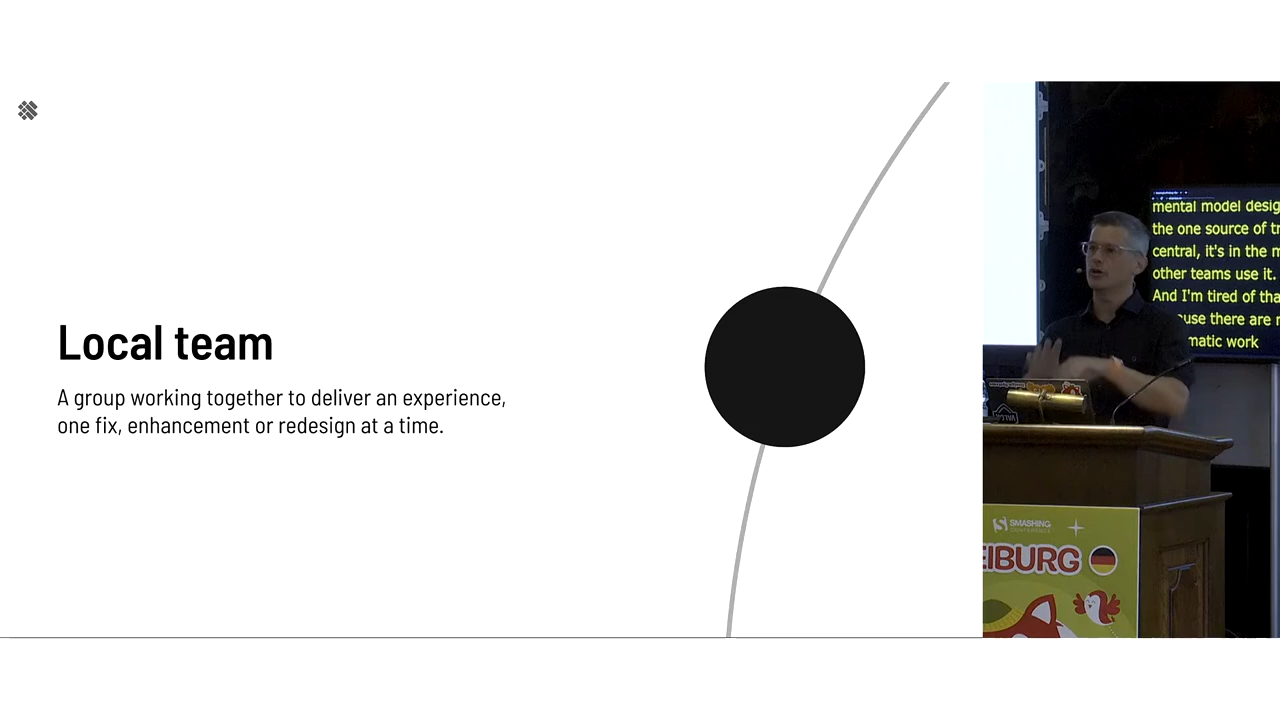 Local team
A group working together to deliver an experience,
one fix, enhancement or redesign at a time.
mental model desig
the one source of tr
central, it's in the m
other teams use it.
And I'm tired of tha
use there are
matic work
SMASHING
EIBURG